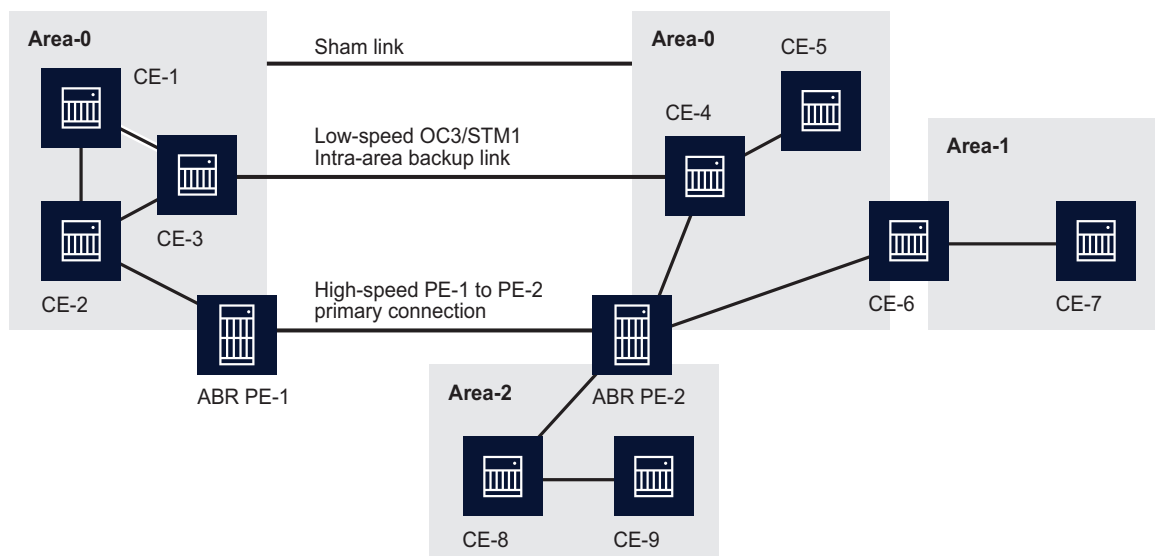 Area-0
CE-1
CE-3
CE-2
ABR PE-1
Sham link
Low-speed OC3/STM1
Intra-area backup link
High-speed PE-1 to PE-2
primary connection
Area-0
CE-5
CE-4
ABR PE-2
Area-1
CE-6
CE-7
Area-2
CE-8
CE-9